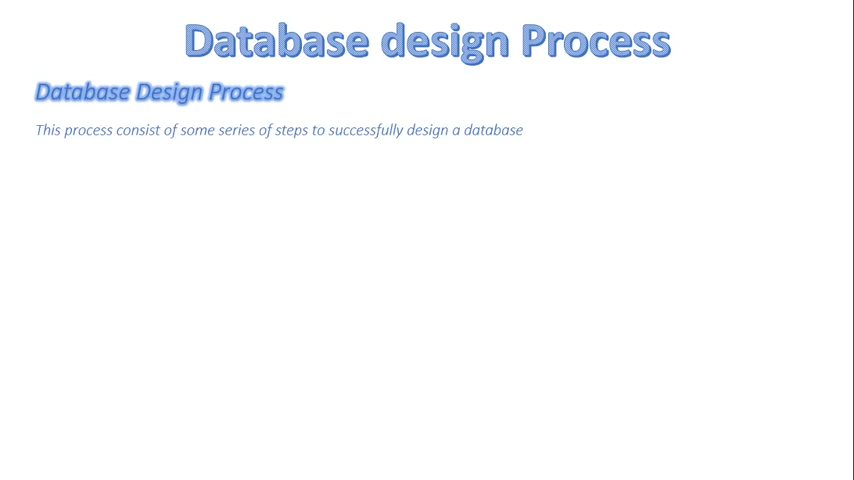 Database design Process
Database Design Process
This process consist of some series of steps to successfully design a database